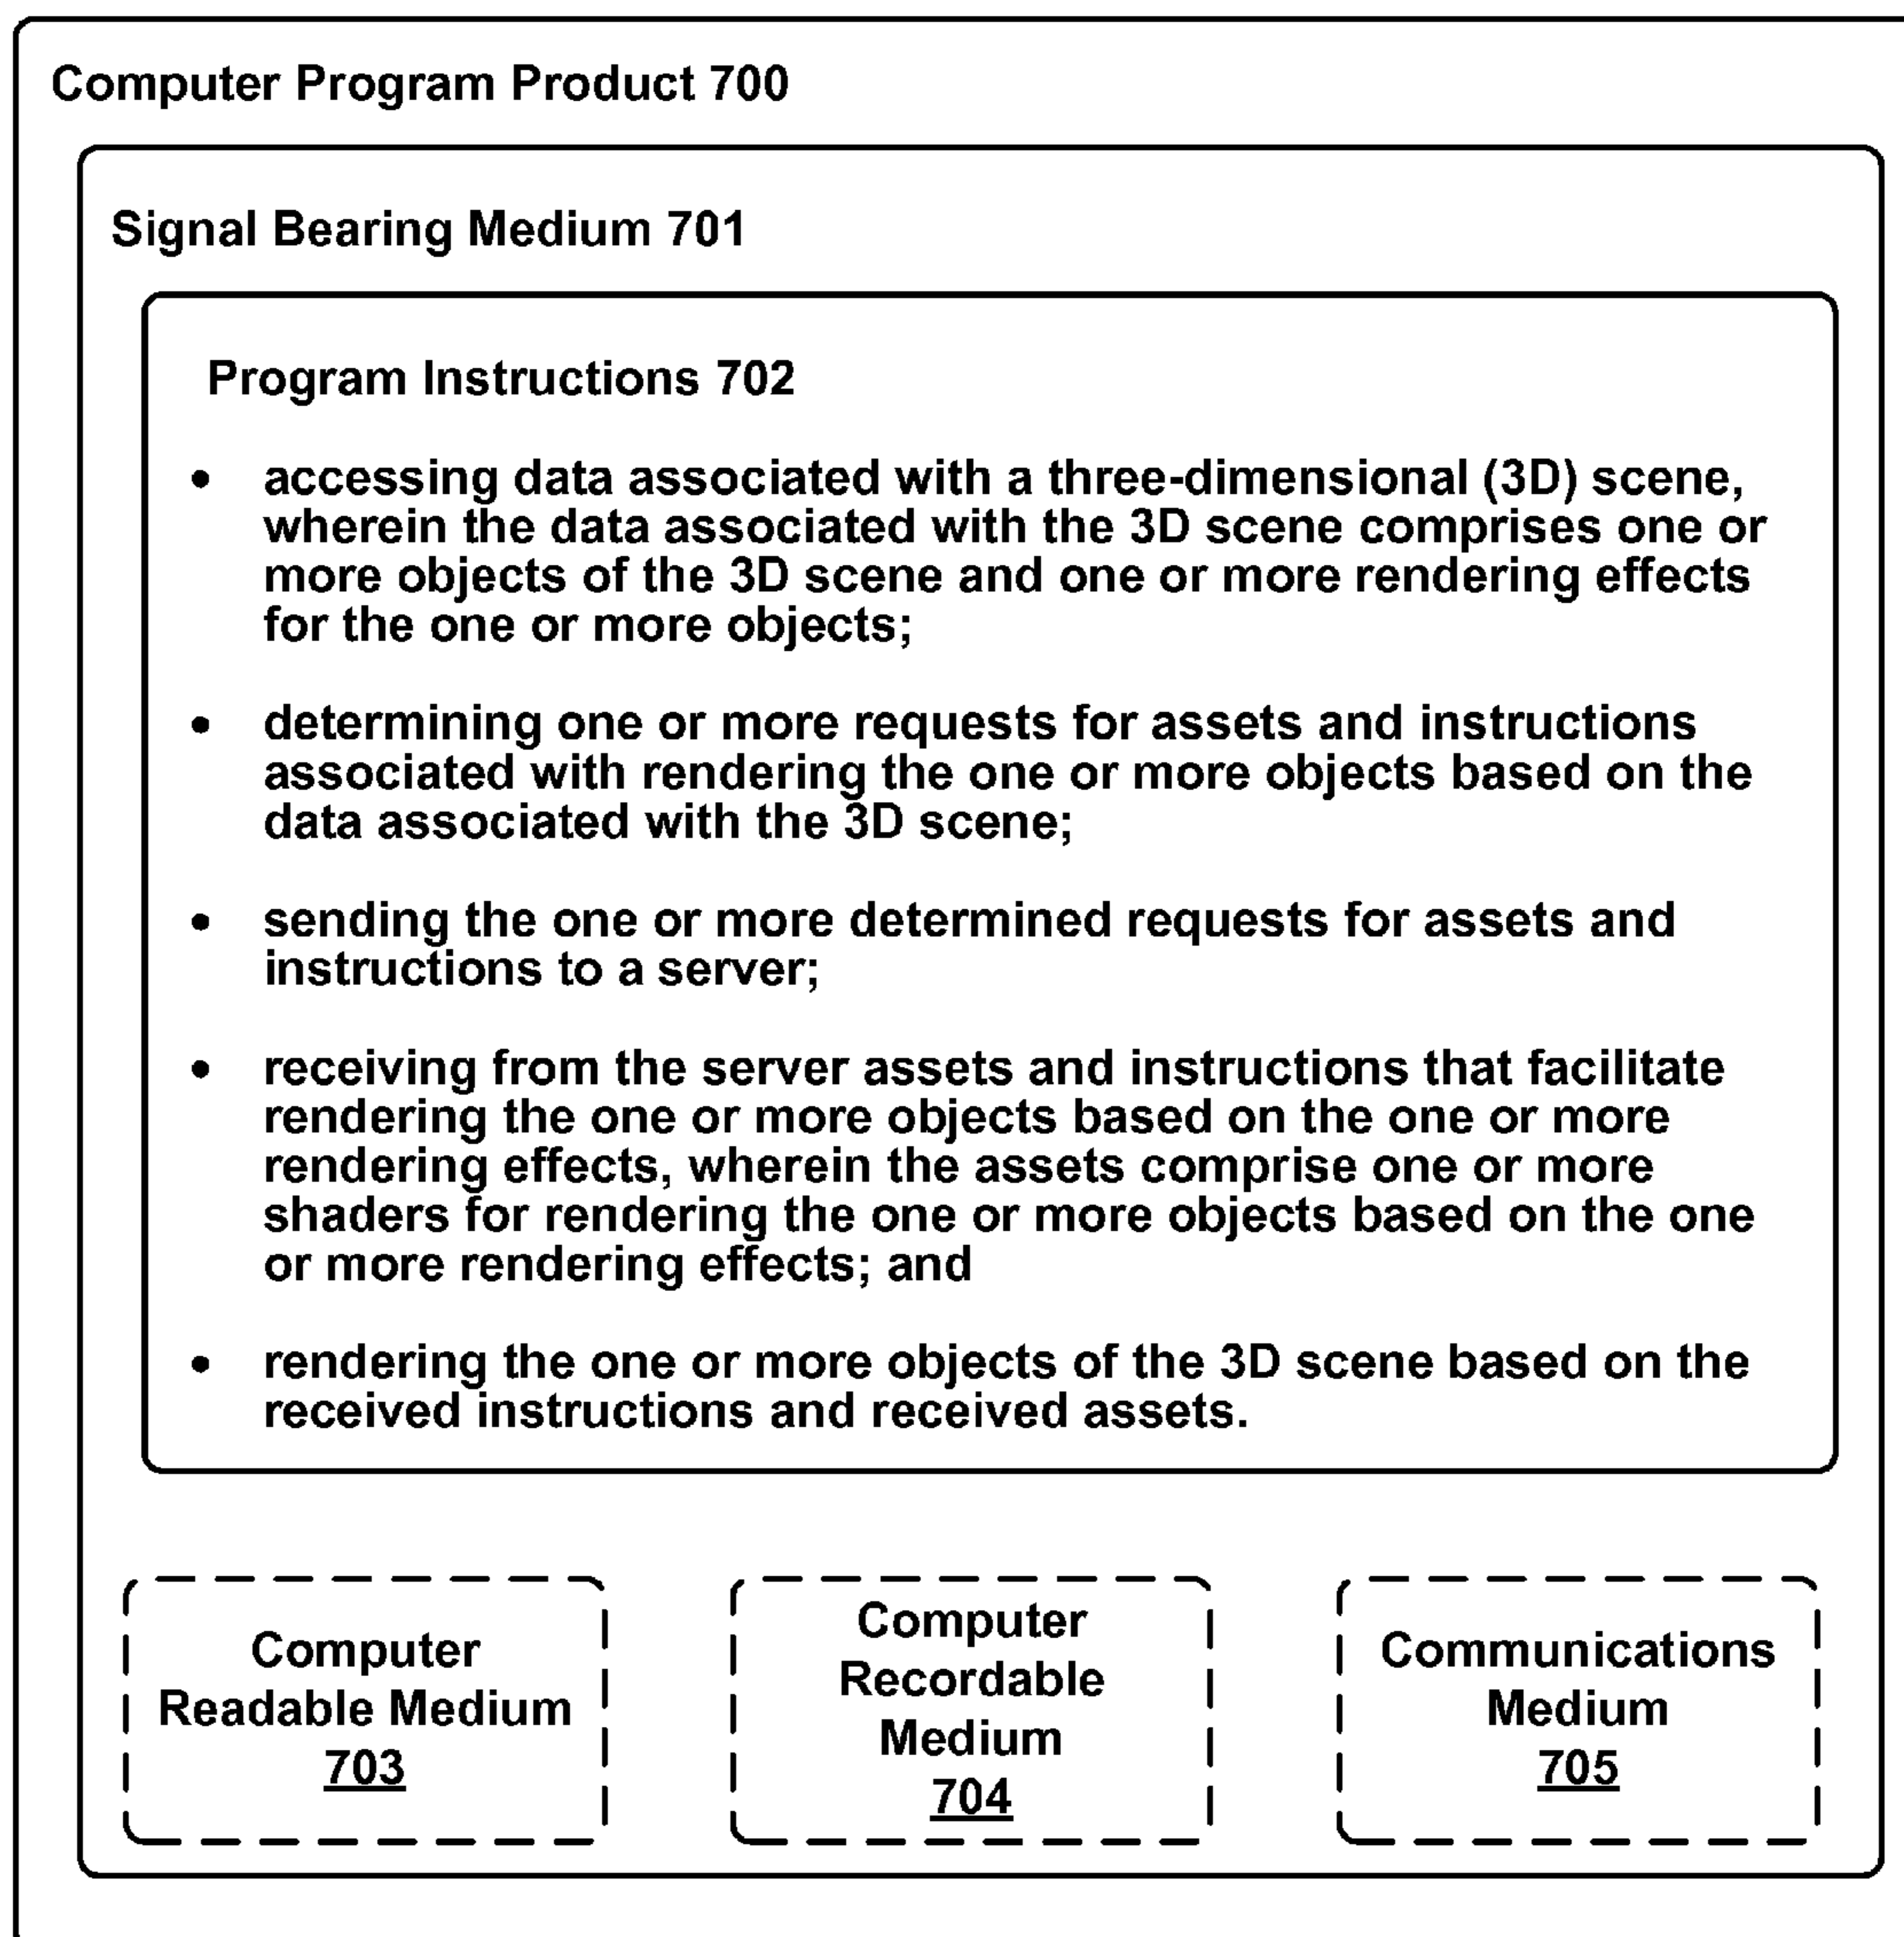 Computer Program Product 700
Signal Bearing Medium 701
Program Instructions 702
• accessing data associated with a three-dimensional (3D) scene,
wherein the data associated with the 3D scene comprises one or
more objects of the 3D scene and one or more rendering effects
for the one or more objects;
• determining one or more requests for assets and instructions
associated with rendering the one or more objects based on the
data associated with the 3D scene;
• sending the one or more determined requests for assets and
instructions to a server;
• receiving from the server assets and instructions that facilitate
rendering the one or more objects based on the one or more
rendering effects, wherein the assets comprise one or more
shaders for rendering the one or more objects based on the one
or more rendering effects; and
• rendering the one or more objects of the 3D scene based on the
received instructions and received assets.
Computer
Readable Medium
703
Computer
Recordable
Medium
704
Communications
Medium
705